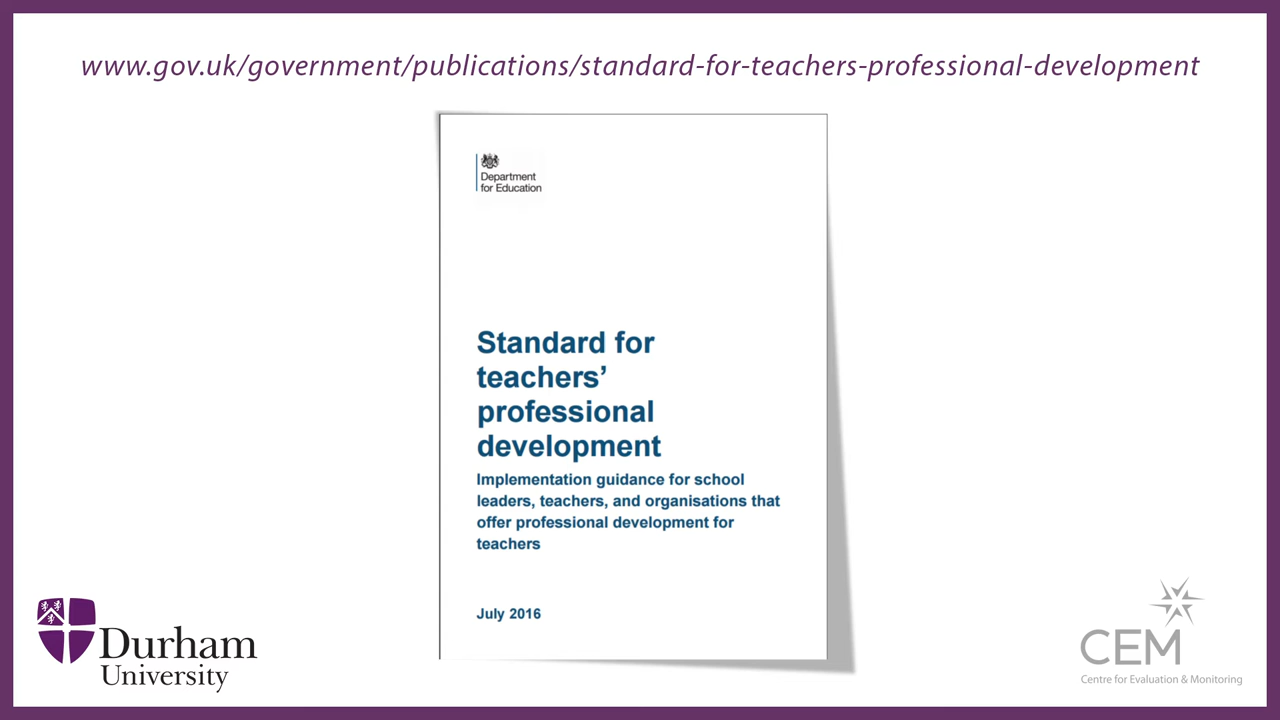 www.gov.uk/government/publications/standard-for-teachers-professional-development
Department
for Education
Standard for
teachers’
professional
development
Implementation guidance for school
leaders, teachers, and organisations that
offer professional development for
teachers
July 2016
Durham
University
CEM
Centre for Evaluation & Monitoring